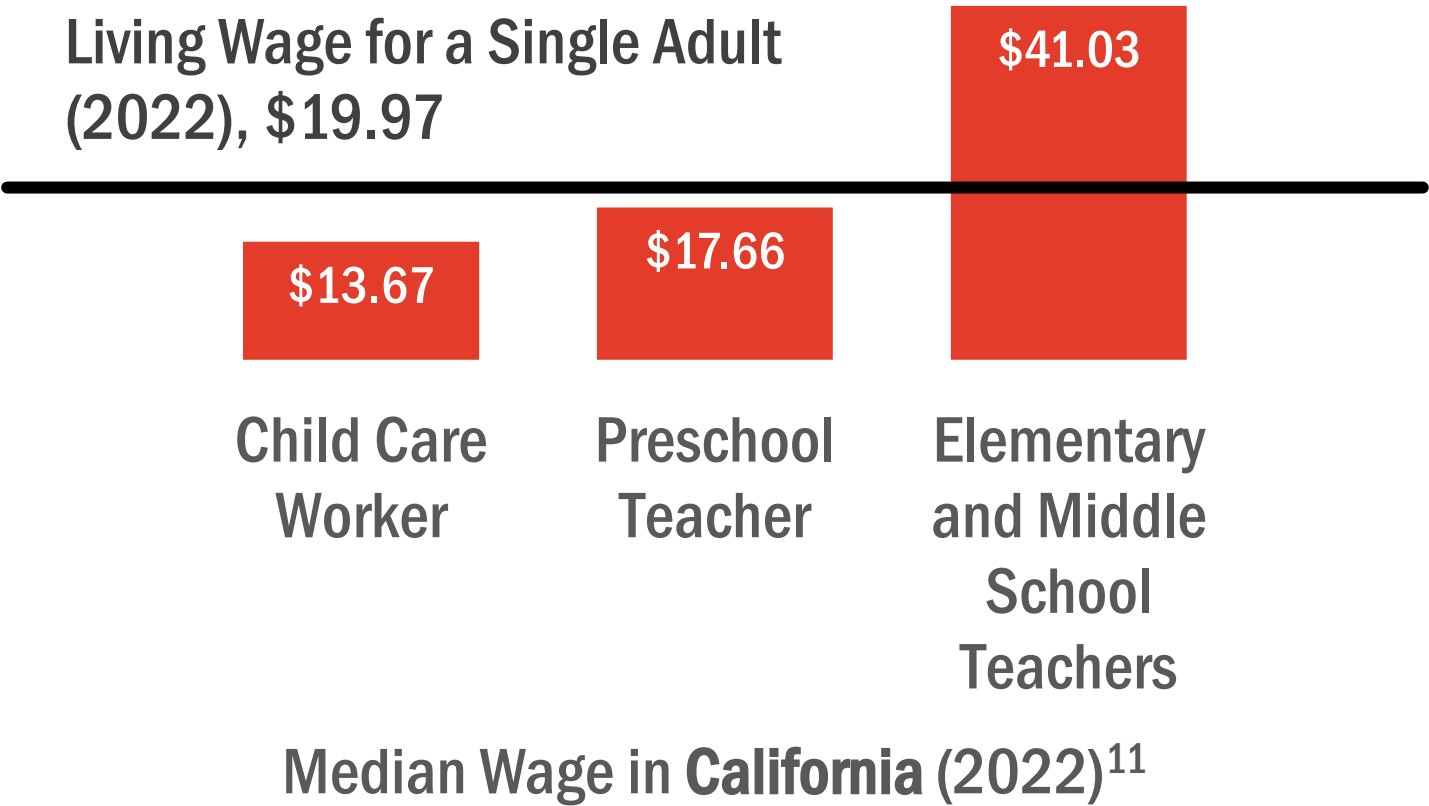 Living Wage for a Single Adult
(2022), $19.97
$41.03
$17.66
$13.67
Child Care
Worker
Preschool
Teacher
Elementary
and Middle
School
Teachers
Median Wage in California (2022)¹¹